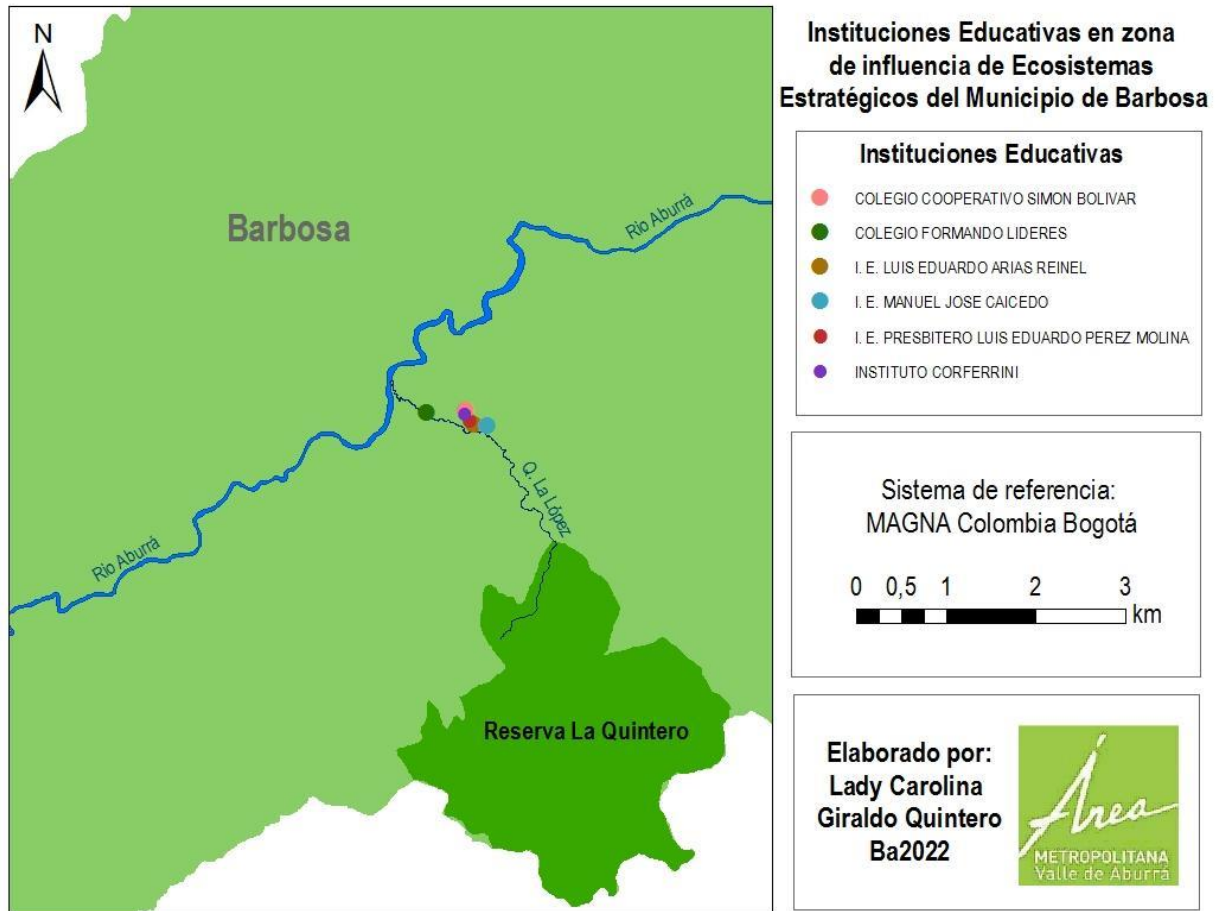 N
Barbosa
Rio Aburrá
Rio Aburrá
Q. La López
Reserva La Quintero
Instituciones Educativas en zona
de influencia de Ecosistemas
Estratégicos del Municipio de Barbosa
Instituciones Educativas
COLEGIO COOPERATIVO SIMON BOLIVAR
COLEGIO FORMANDO LIDERES
I. E. LUIS EDUARDO ARIAS REINEL
I. E. MANUEL JOSE CAICEDO
I. E. PRESBITERO LUIS EDUARDO PEREZ MOLINA
INSTITUTO CORFERRINI
Sistema de referencia:
MAGNA Colombia Bogotá
0 0,5 1 2 3
km
Elaborado por:
Lady Carolina
Giraldo Quintero
Ba2022
Área
METROPOLITANA
Valle de Aburrá